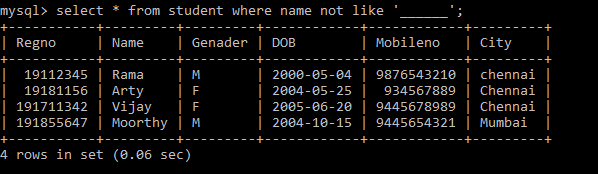 mysql> select * from student where name not like '______';
+-----------+---------+---------+------------+------------+---------+
| Regno     | Name    | Genader | DOB        | Mobileno   | City    |
+-----------+---------+---------+------------+------------+---------+
|  19112345 | Rama    | M       | 2000-05-04 | 9876543210 | chennai |
|  19181156 | Arty    | F       | 2004-05-25 |  934567889 | Chennai |
| 191711342 | Vijay   | F       | 2005-06-20 | 9445678989 | Chennai |
| 191855647 | Moorthy | M       | 2004-10-15 | 9445654321 | Mumbai  |
+-----------+---------+---------+------------+------------+---------+
4 rows in set (0.06 sec)